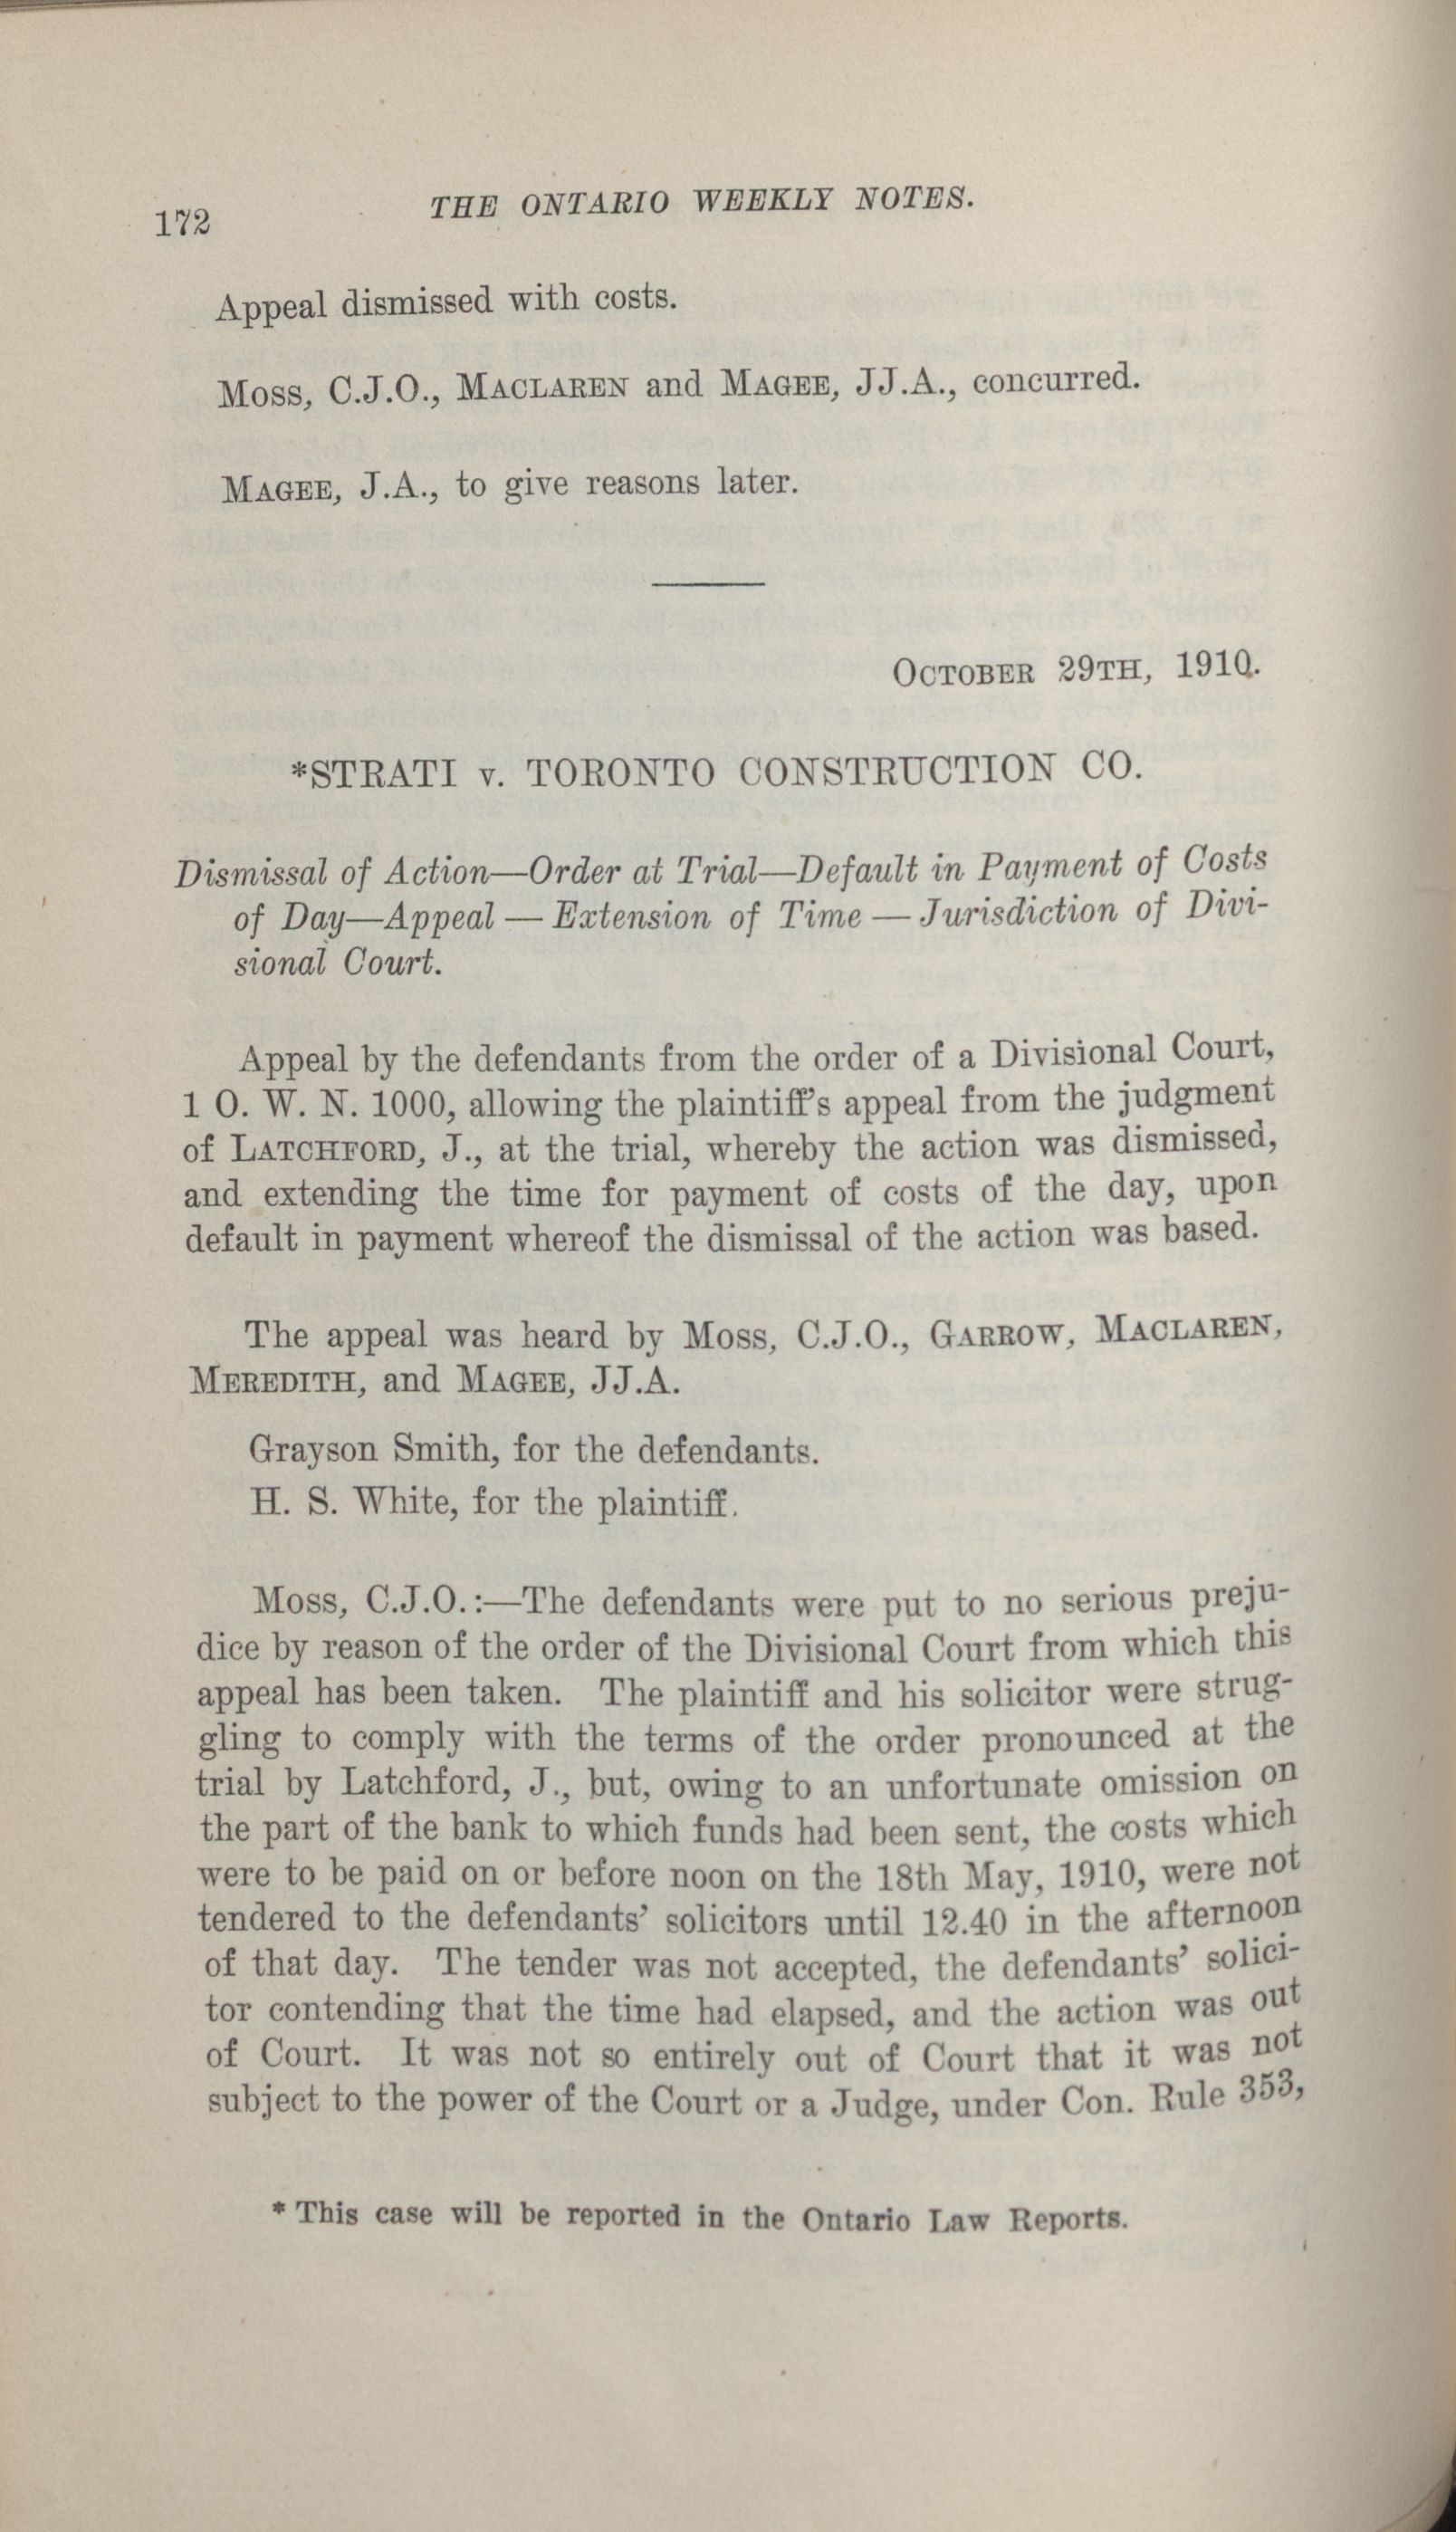 172
THE ONTARIO WEEKLY NOTES.
Appeal dismissed with costs.
Moss, C.J.O., Maclaren and Magee, JJ.A., concurred.
Magee, J.A., to give reasons later.
October 29th, 1910.
*STRATI v. TORONTO CONSTRUCTION CO.
Dismissal of Action—Order at Trial—Default in Payment of Costs
of Day—Appeal — Extension of Time — Jurisdiction of Divi-
sional Court.
Appeal by the defendants from the order of a Divisional Court,
1 O. W. N. 1000, allowing the plaintiff's appeal from the judgment
of Latchford, J., at the trial, whereby the action was dismissed,
and extending the time for payment of costs of the day, upon
default in payment whereof the dismissal of the action was based.
The appeal was heard by Moss, C.J.O., Garrow, Maclaren,
Meredith, and Magee, JJ.A.
Grayson Smith, for the defendants.
H. S. White, for the plaintiff.
Moss, C.J.O.:—The defendants were put to no serious preju-
dice by reason of the order of the Divisional Court from which this
appeal has been taken. The plaintiff and his solicitor were strug-
gling to comply with the terms of the order pronounced at the
trial by Latchford, J., but, owing to an unfortunate omission on
the part of the bank to which funds had been sent, the costs which
were to be paid on or before noon on the 18th May, 1910, were not
tendered to the defendants' solicitors until 12.40 in the afternoon
of that day. The tender was not accepted, the defendants' solici-
tor contending that the time had elapsed, and the action was out
of Court. It was not so entirely out of Court that it was not
subject to the power of the Court or a Judge, under Con. Rule 353,
* This case will be reported in the Ontario Law Reports.